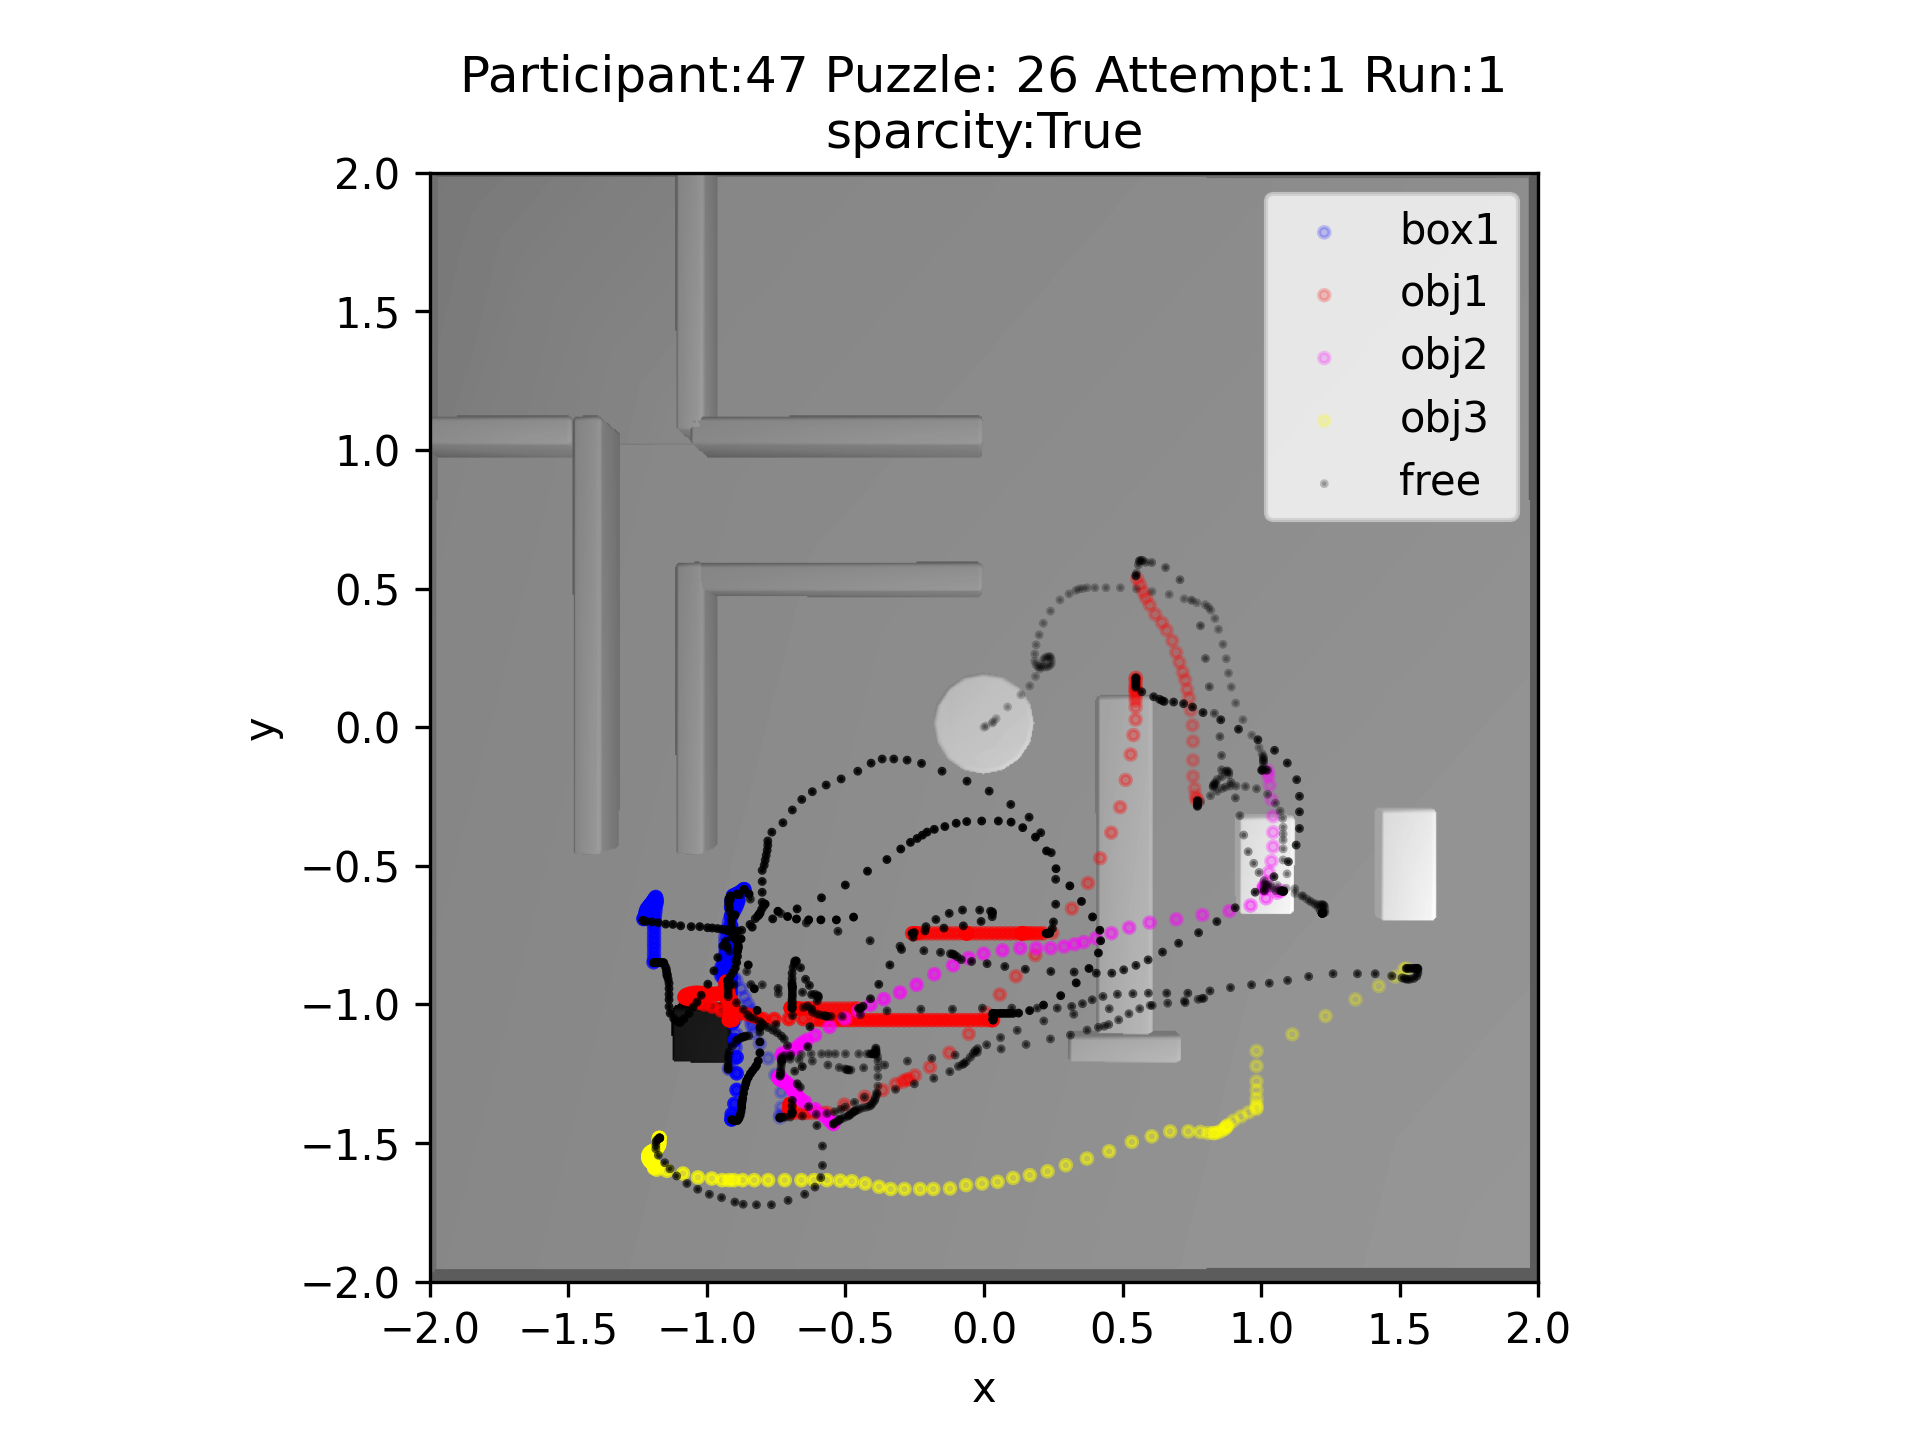 Participant:47 Puzzle: 26 Attempt:1 Run:1
sparcity:True
2.0
1.5
1.0
0.5
0.0
−0.5
−1.0
−1.5
−2.0
y
box1
obj1
obj2
obj3
free
−2.0 −1.5 −1.0 −0.5 0.0 0.5 1.0 1.5 2.0
x